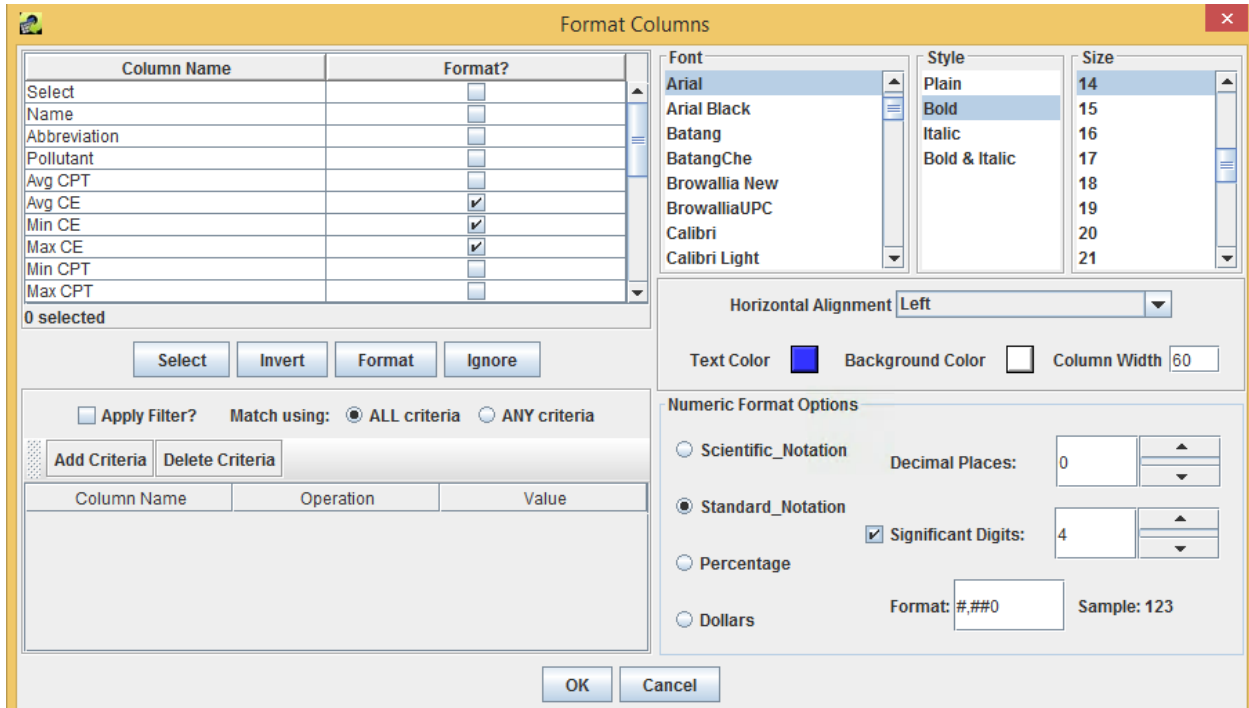 Format Columns
Column Name Format?
Select
Name
Abbreviation
Pollutant
Avg CPT
Avg CE
Min CE
Max CE
Min CPT
Max CPT
0 selected
Select Invert Format Ignore
Apply Filter? Match using: ALL criteria ANY criteria
Add Criteria Delete Criteria
Column Name Operation Value
Font
Arial
Arial Black
Batang
BatangChe
Browallia New
BrowalliaUPC
Calibri
Calibri Light
Style
Plain
Bold
Italic
Bold & Italic
Size
14
15
16
17
18
19
20
21
Horizontal Alignment Left
Text Color Background Color Column Width 60
Numeric Format Options
Scientific_Notation
Standard_Notation
Percentage
Dollars
Decimal Places: 0
Significant Digits: 4
Format: #,##0 Sample: 123
OK Cancel